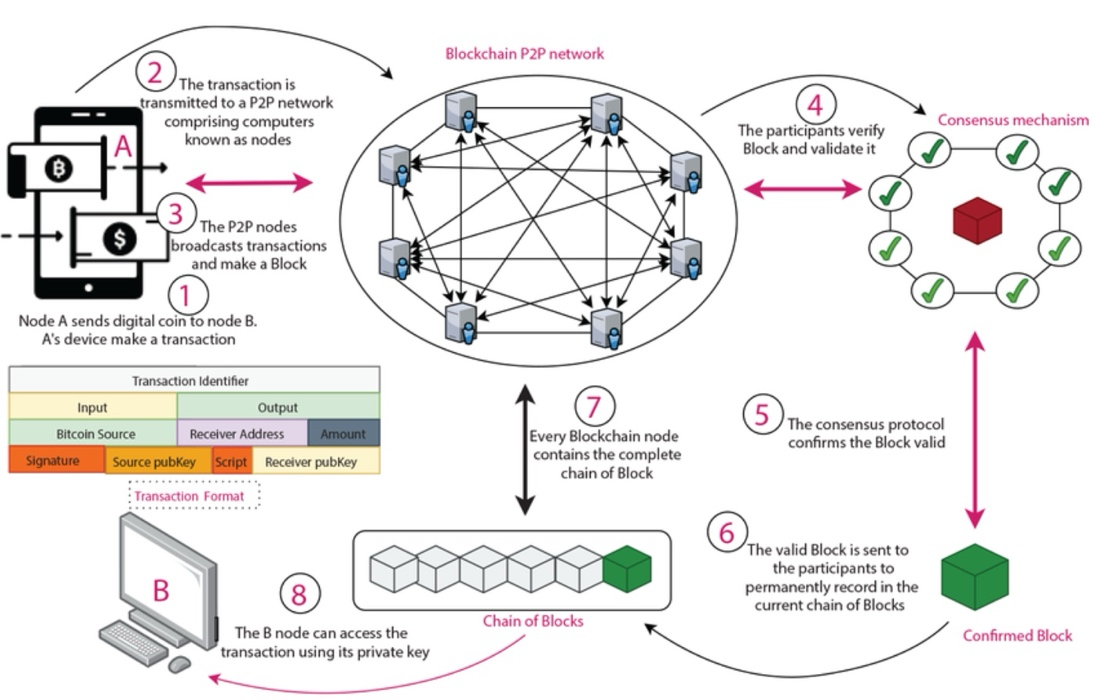 Blockchain P2P network
2
The transaction is
transmitted to a P2P network
comprising computers
known as nodes
A
3
The P2P nodes
broadcasts transactions
and make a Block
$
1
Node A sends digital coin to node B.
A's device make a transaction
4
The participants verify
Block and validate it
Consensus mechanism
5
The consensus protocol
confirms the Block valid
6
The valid Block is sent to
the participants to
permanently record in the
current chain of Blocks
Confirmed Block
7
Every Blockchain node
contains the complete
chain of Block
Chain of Blocks
Transaction Identifier
Input Output
Bitcoin Source Receiver Address Amount
Signature Source pubKey Script Receiver pubKey
Transaction Format
B
8
The B node can access the
transaction using its private key